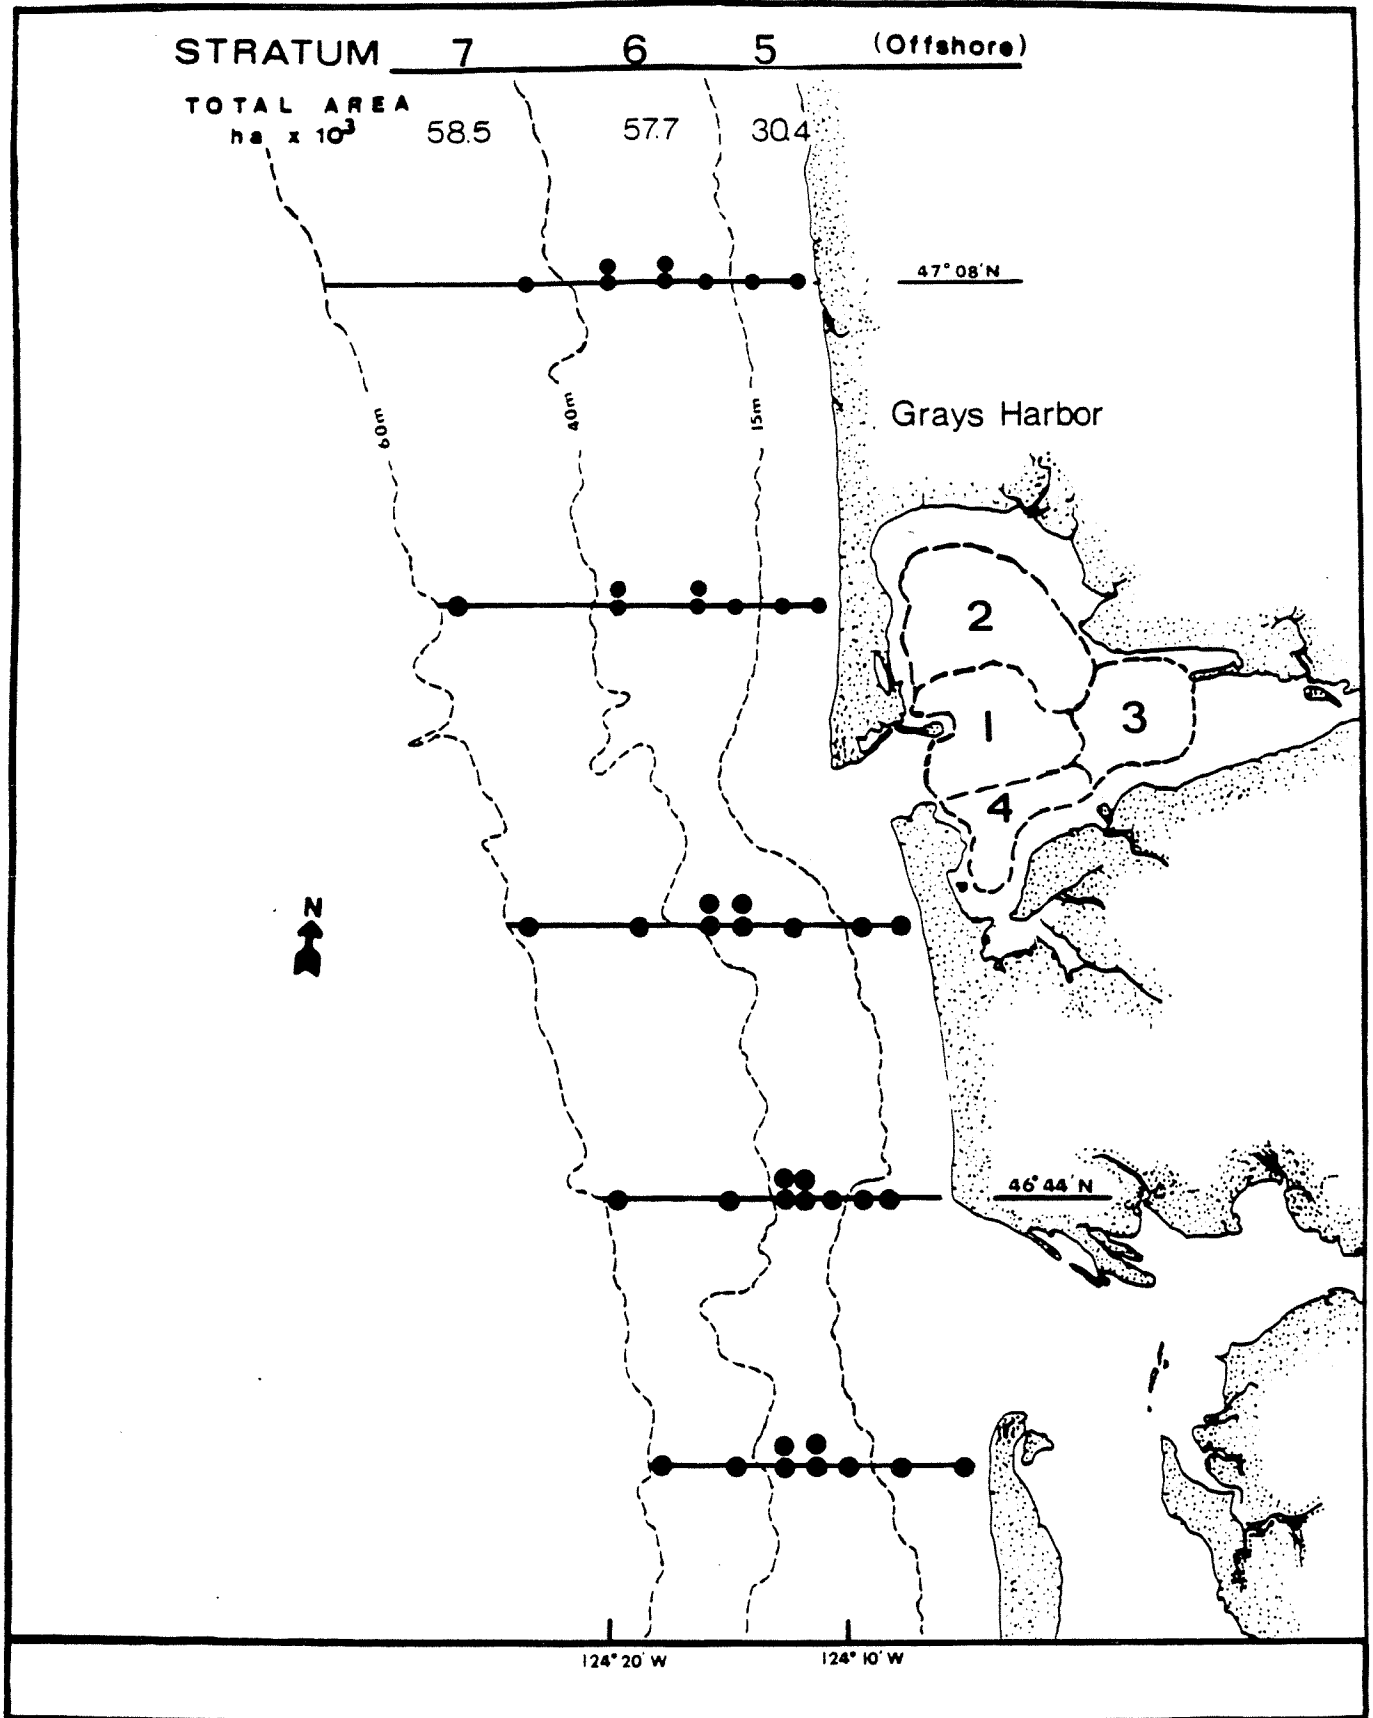 STRATUM 7 6 5 (Offshore)
TOTAL AREA
ha x 10³ 58.5 57.7 30.4
47°08'N
60m 40m 15m
Grays Harbor
2
1 3
4
N
46°44'N
124°20'W 124°10'W